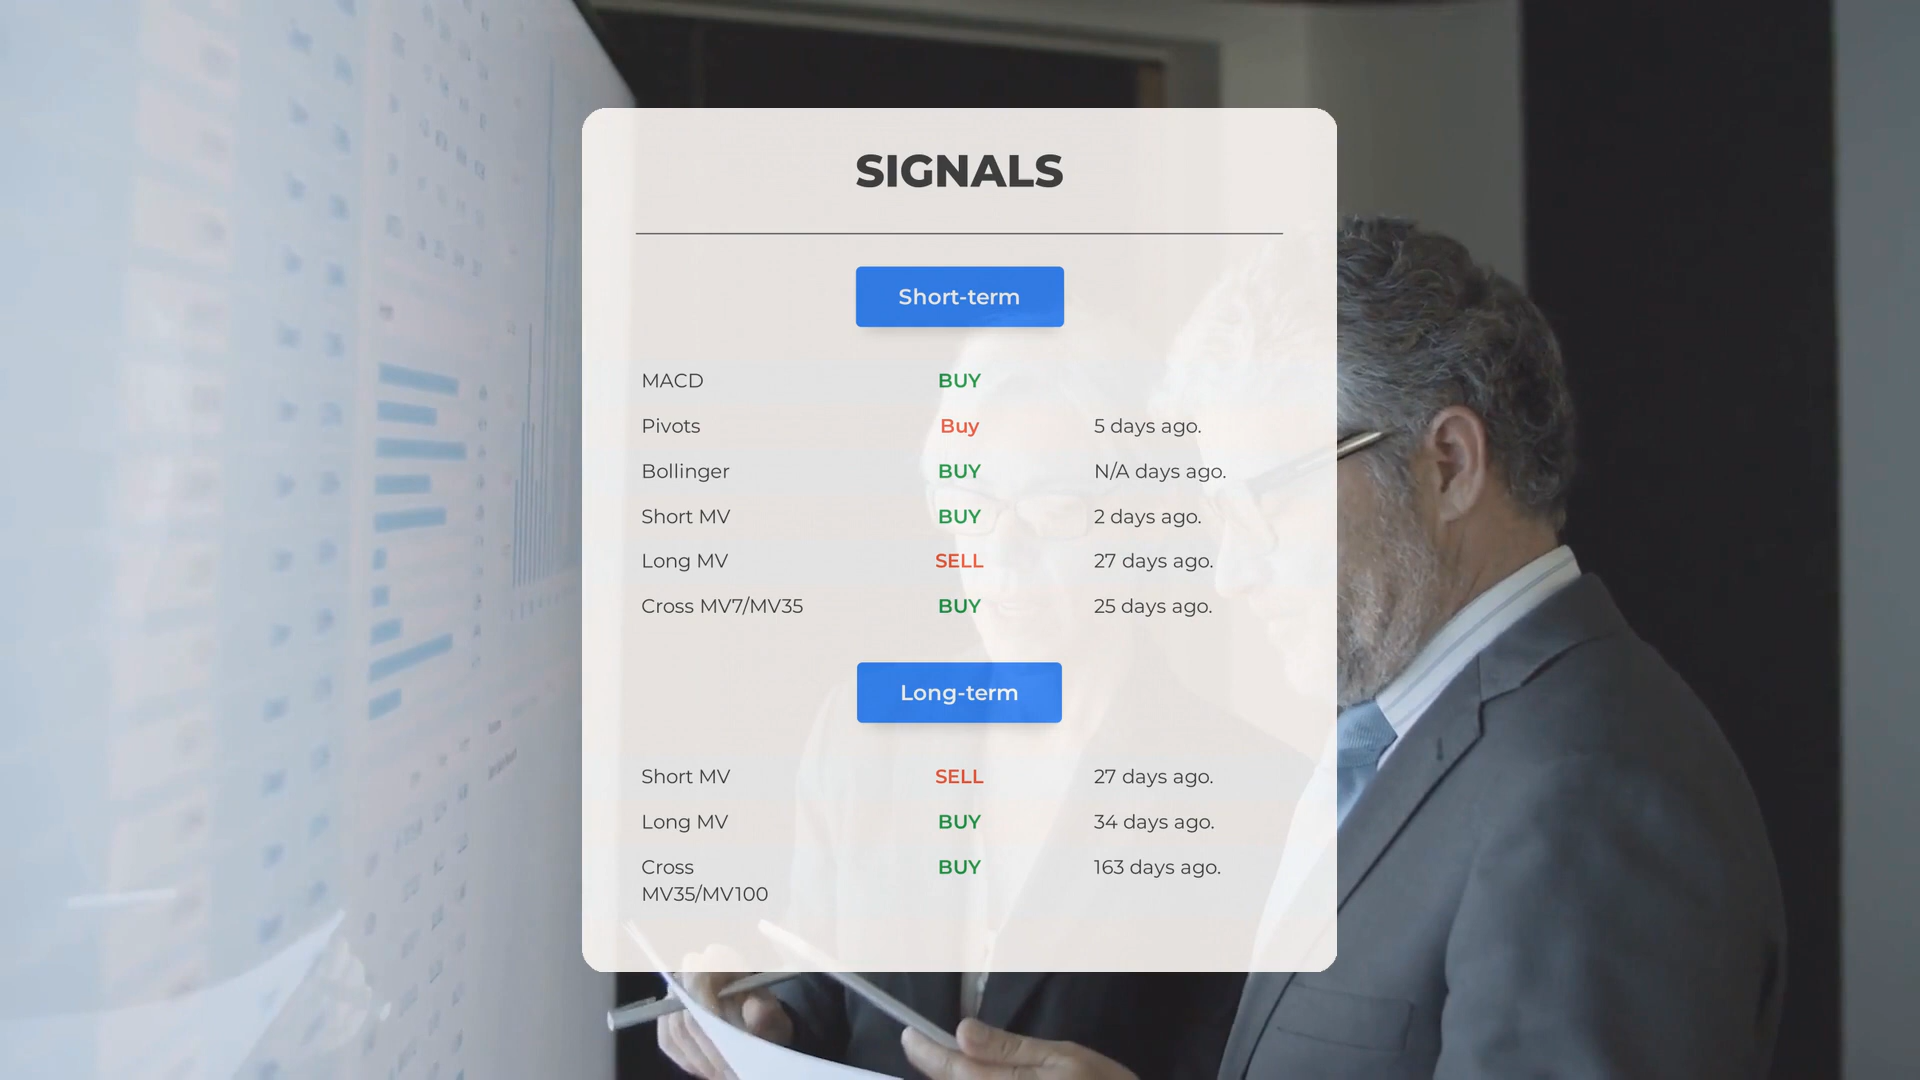 SIGNALS
Short-term
MACD BUY
Pivots Buy 5 days ago.
Bollinger BUY N/A days ago.
Short MV BUY 2 days ago.
Long MV SELL 27 days ago.
Cross MV7/MV35 BUY 25 days ago.
Long-term
Short MV SELL 27 days ago.
Long MV BUY 34 days ago.
Cross BUY 163 days ago.
MV35/MV100